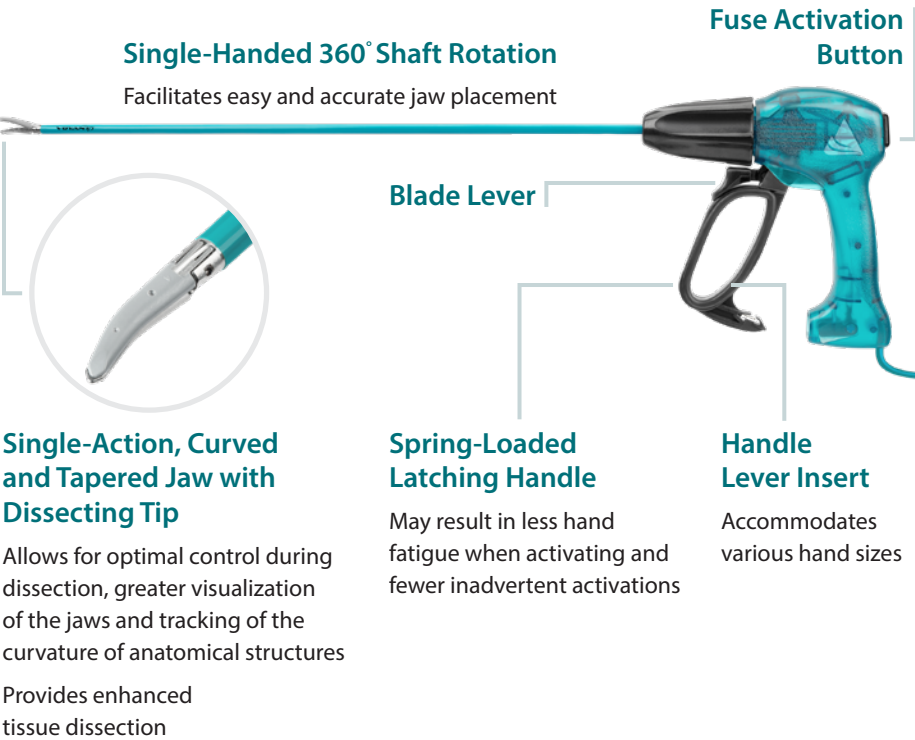 Fuse Activation
Button
Single-Handed 360° Shaft Rotation
Facilitates easy and accurate jaw placement
Blade Lever
Single-Action, Curved
and Tapered Jaw with
Dissecting Tip
Allows for optimal control during
dissection, greater visualization
of the jaws and tracking of the
curvature of anatomical structures
Provides enhanced
tissue dissection
Spring-Loaded
Latching Handle
May result in less hand
fatigue when activating and
fewer inadvertent activations
Handle
Lever Insert
Accommodates
various hand sizes